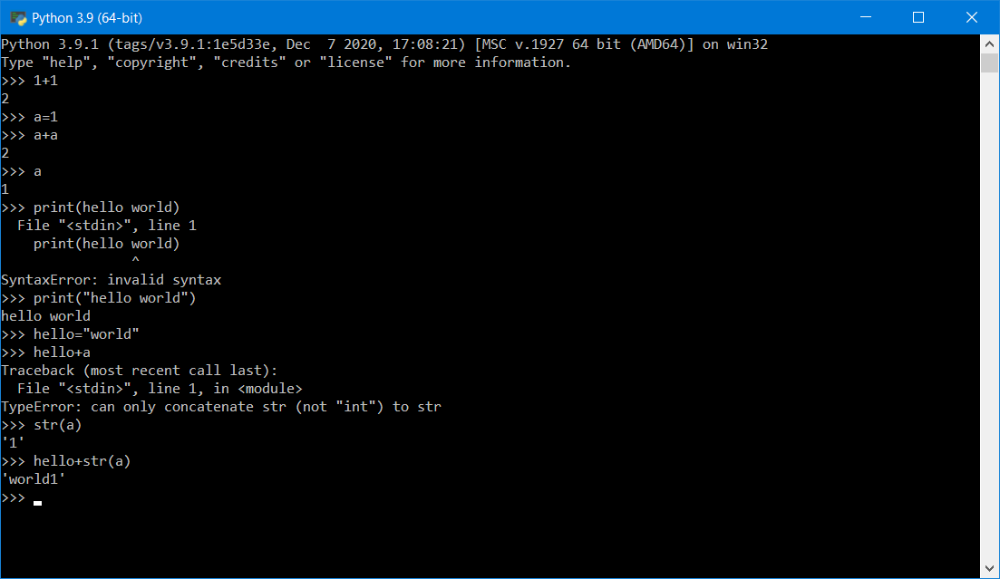 Python 3.9 (64-bit)
Python 3.9.1 (tags/v3.9.1:1e5d33e, Dec  7 2020, 17:08:21) [MSC v.1927 64 bit (AMD64)] on win32
Type "help", "copyright", "credits" or "license" for more information.
>>> 1+1
2
>>> a=1
>>> a+a
2
>>> a
1
>>> print(hello world)
  File "<stdin>", line 1
    print(hello world)
                ^
SyntaxError: invalid syntax
>>> print("hello world")
hello world
>>> hello="world"
>>> hello+a
Traceback (most recent call last):
  File "<stdin>", line 1, in <module>
TypeError: can only concatenate str (not "int") to str
>>> str(a)
'1'
>>> hello+str(a)
'world1'
>>>